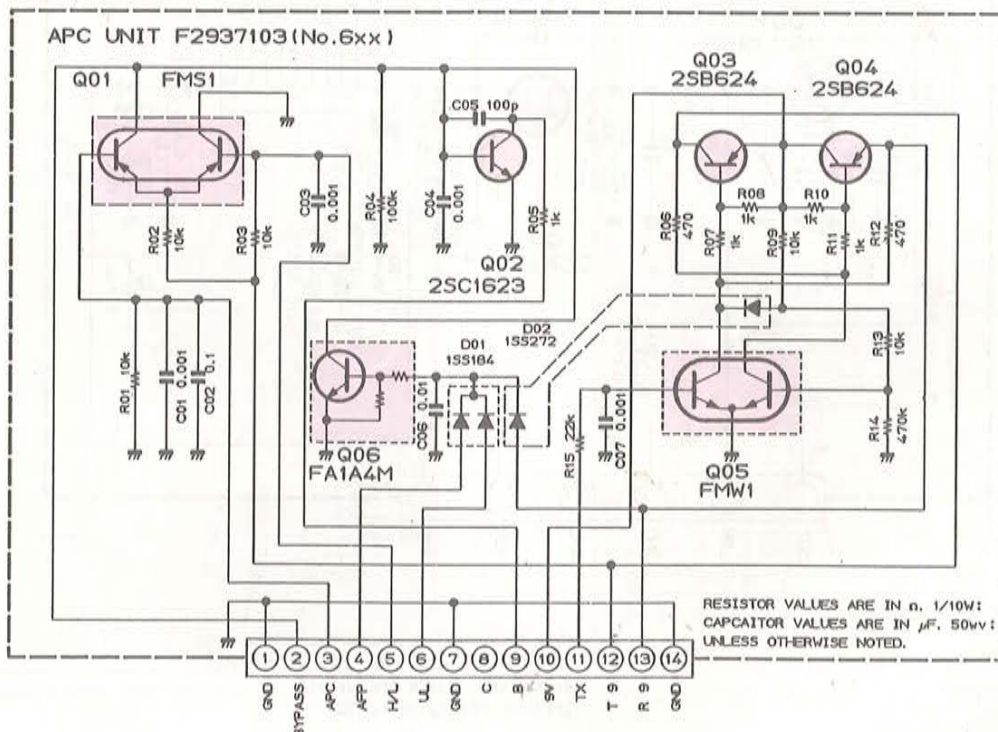 APC UNIT F2937103(No.6xx)
Q01
FMS1
Q03
2SB624
Q04
2SB624
C05 100p
R02
10k
R03
10k
C03
0.001
R04
100k
C04
0.001
R05
1k
Q02
2SC1623
R06
470
R07
1k
R08
1k
R09
10k
R10
1k
R11
1k
R12
470
R01 10k
C01 0.001
C02 0.1
D01
1SS184
D02
1SS272
R13
10k
R14
470k
C06 0.01
R15 22k
C07 0.001
Q06
FA1A4M
Q05
FMW1
RESISTOR VALUES ARE IN Ω. 1/10W:
CAPCAITOR VALUES ARE IN μF. 50wv:
UNLESS OTHERWISE NOTED.
1 2 3 4 5 6 7 8 9 10 11 12 13 14
GND
BYPASS
APC
AFP
H/L
UL
GND
C
B
9V
TX
T 9
R 9
GND